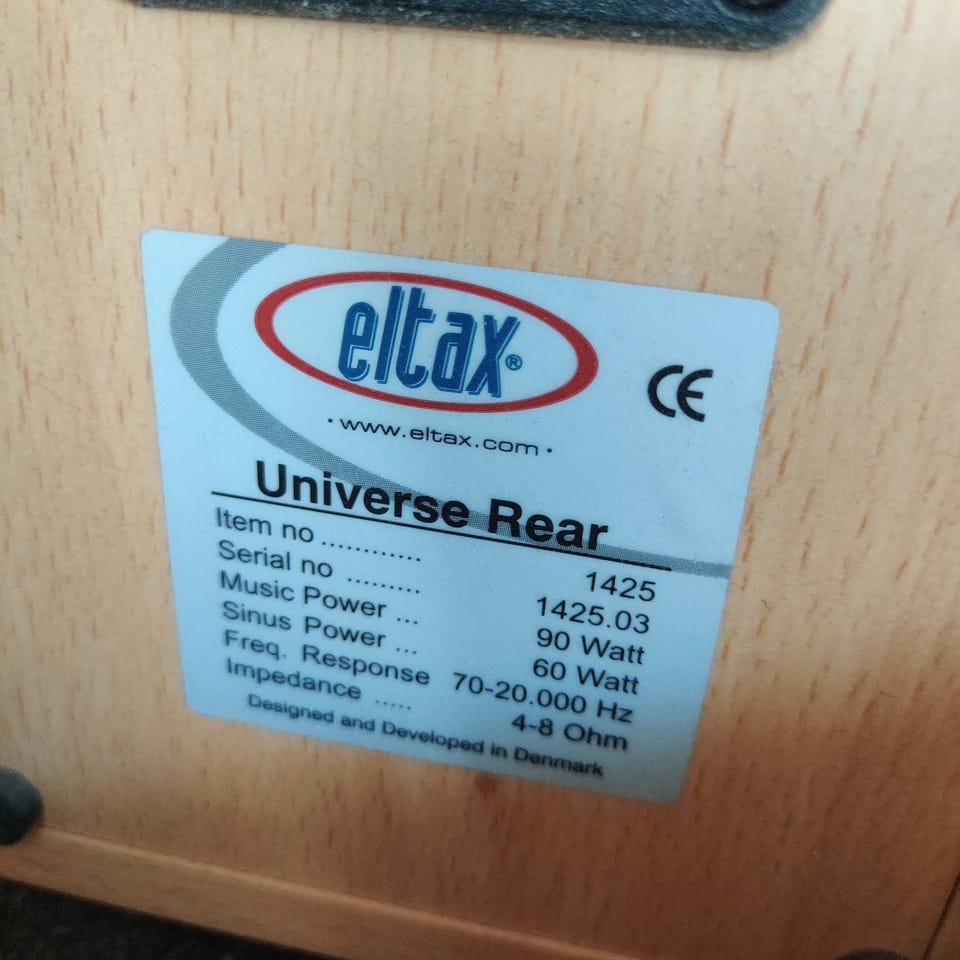 eltax®
CE
• www.eltax.com •
Universe Rear
Item no ............ 1425
Serial no ......... 1425.03
Music Power ... 90 Watt
Sinus Power ... 60 Watt
Freq. Response 70-20.000 Hz
Impedance ..... 4-8 Ohm
Designed and Developed in Denmark